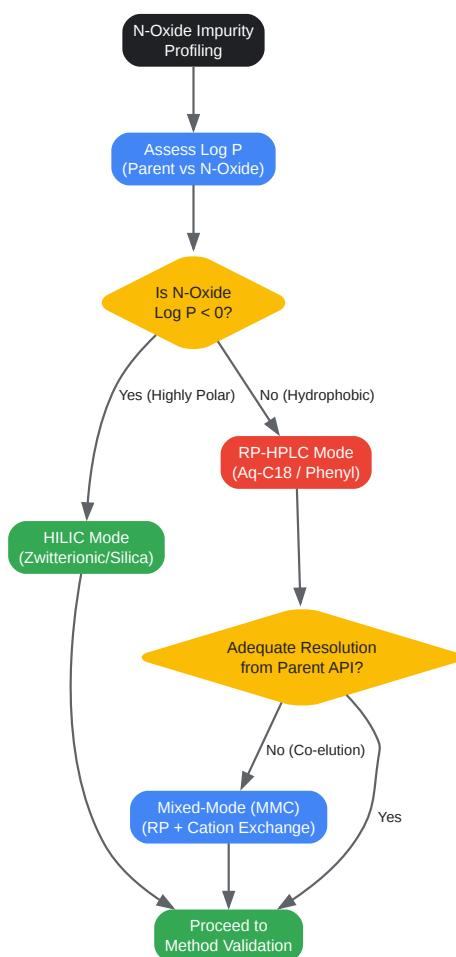 N-Oxide Impurity
Profiling
Assess Log P
(Parent vs N-Oxide)
Is N-Oxide
Log P < 0?
Yes (Highly Polar)
No (Hydrophobic)
RP-HPLC Mode
(Aq-C18 / Phenyl)
HILIC Mode
(Zwitterionic/Silica)
Adequate Resolution
from Parent API?
No (Co-elution)
Mixed-Mode (MMC)
(RP + Cation Exchange)
Yes
Proceed to
Method Validation